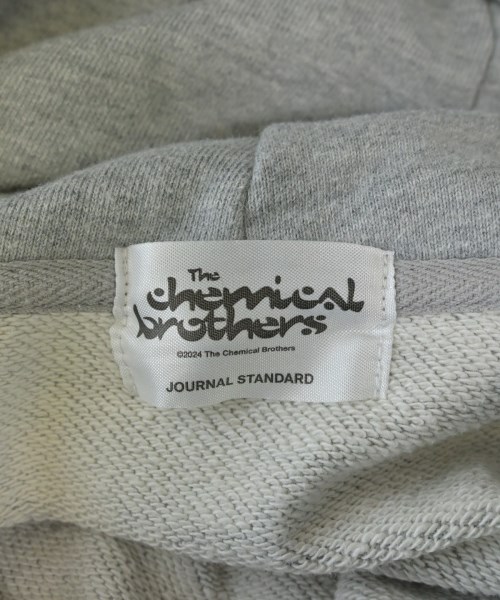 The
chemical
brothers
©2024 The Chemical Brothers
JOURNAL STANDARD